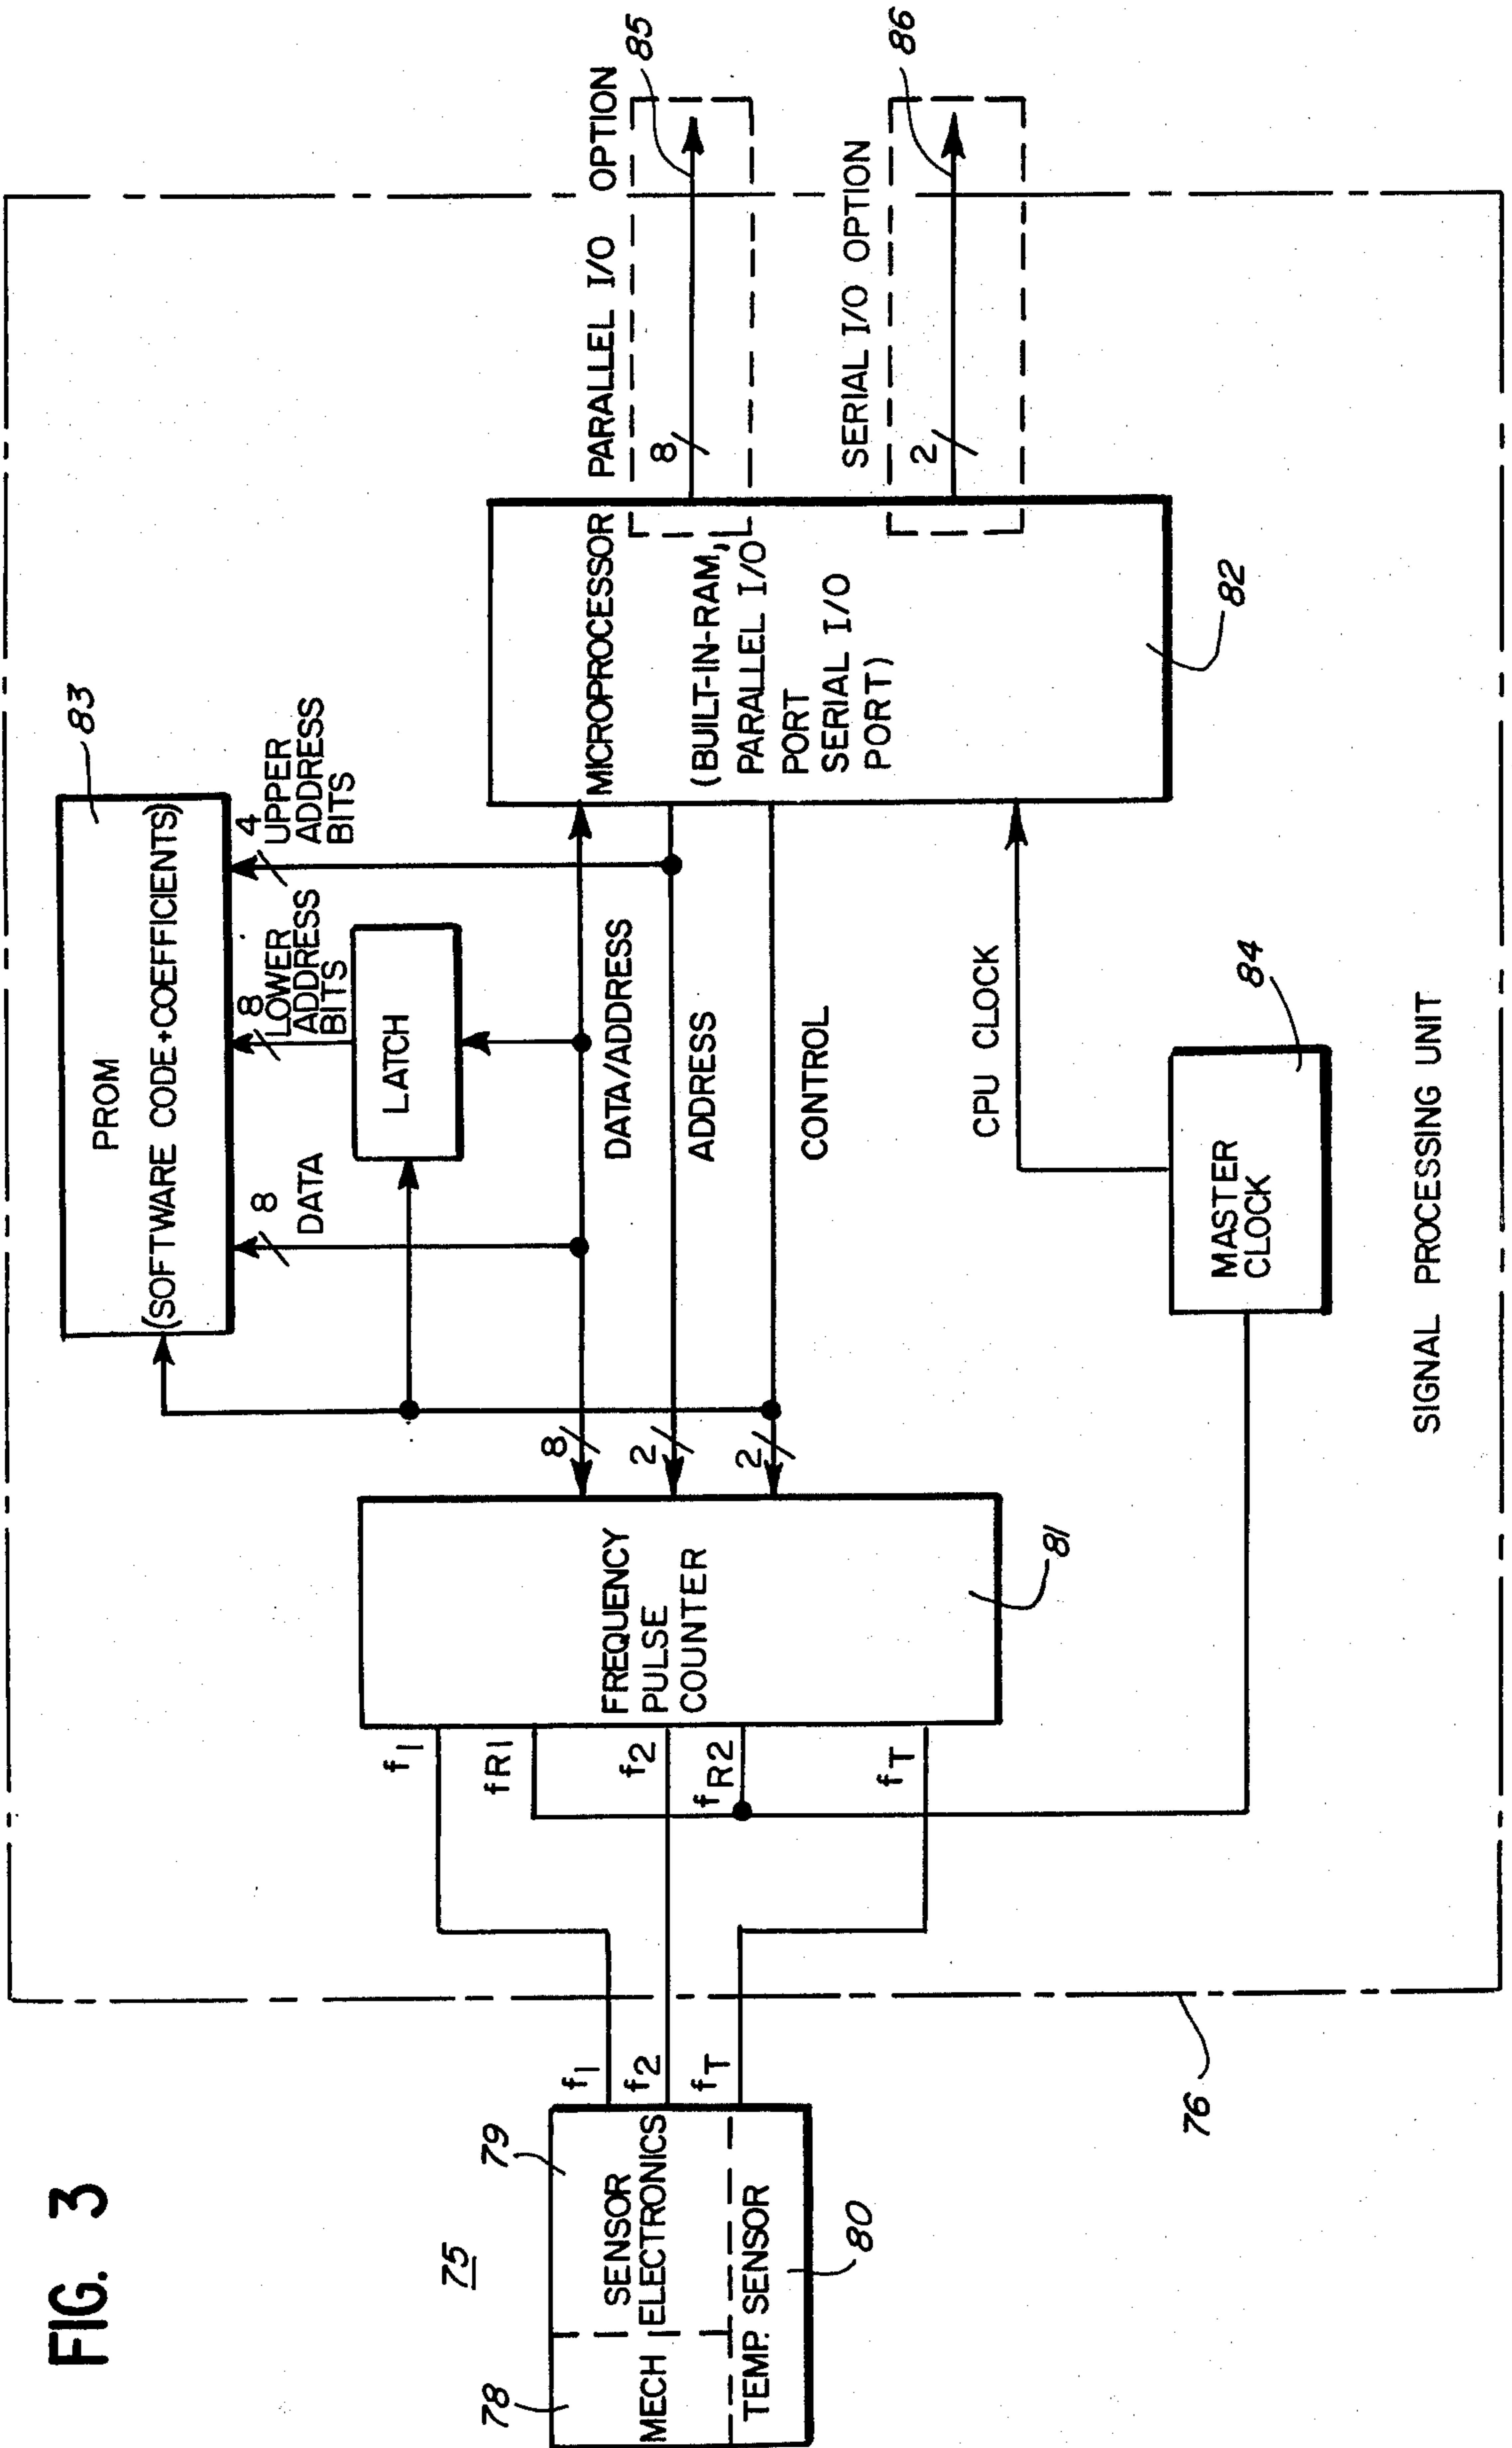 FIG. 3
75
78
79
MECH
SENSOR
ELECTRONICS
TEMP. SENSOR
80
f1
f2
fT
76
f1
fR1
f2
fR2
fT
FREQUENCY
PULSE
COUNTER
81
8
2
2
PROM
(SOFTWARE CODE+COEFFICIENTS)
83
8
DATA
8
LOWER
ADDRESS
BITS
4
UPPER
ADDRESS
BITS
LATCH
DATA/ADDRESS
ADDRESS
CONTROL
CPU CLOCK
MASTER
CLOCK
84
MICROPROCESSOR
(BUILT-IN-RAM,
PARALLEL I/O
PORT
SERIAL I/O
PORT)
82
PARALLEL I/O OPTION
8
85
SERIAL I/O OPTION
2
86
SIGNAL PROCESSING UNIT